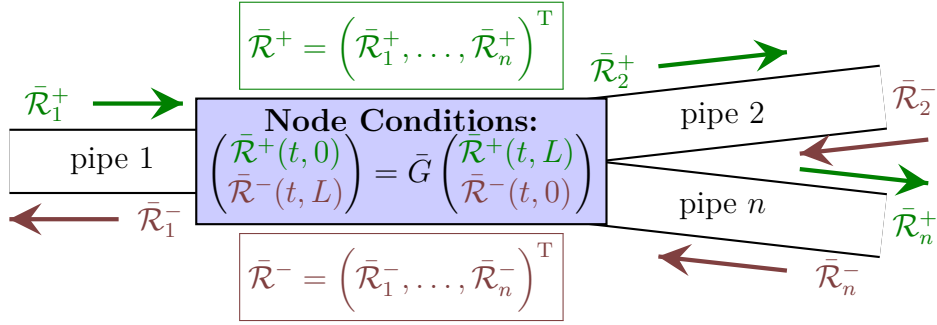 R̄⁺ = (R̄₁⁺, …, R̄ₙ⁺)ᵀ
R̄₁⁺
R̄₂⁺
R̄₂⁻
pipe 1
Node Conditions:
(R̄⁺(t, 0)) = Ḡ (R̄⁺(t, L))
(R̄⁻(t, L)) (R̄⁻(t, 0))
pipe 2
pipe n
R̄₁⁻
R̄ₙ⁺
R̄ₙ⁻
R̄⁻ = (R̄₁⁻, …, R̄ₙ⁻)ᵀ